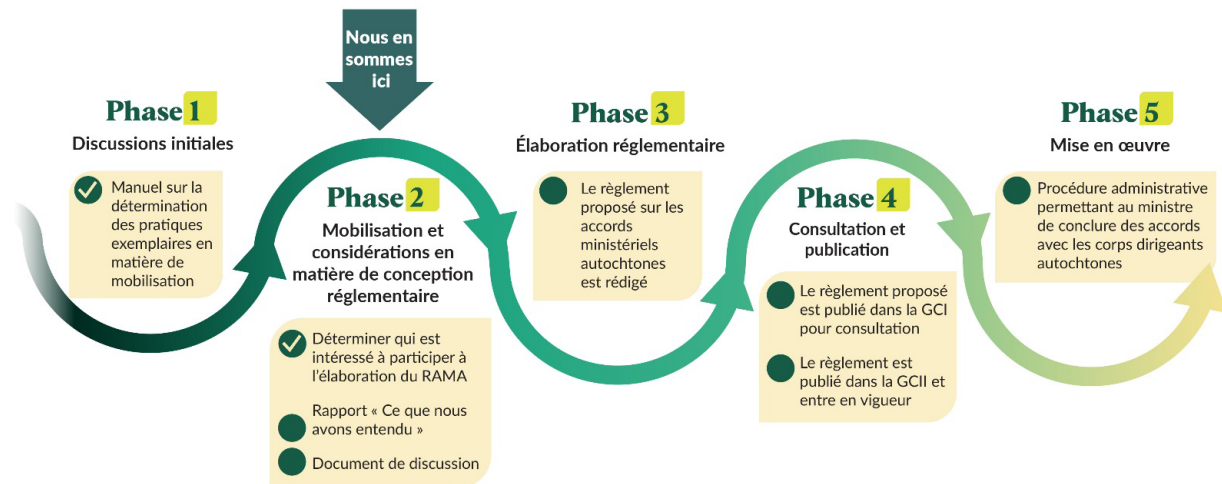 Nous en
sommes
ici
Phase 1
Discussions initiales
Manuel sur la
détermination
des pratiques
exemplaires en
matière de
mobilisation
Phase 2
Mobilisation et
considérations en
matière de conception
réglementaire
Déterminer qui est
intéressé à participer à
l'élaboration du RAMA
Rapport « Ce que nous
avons entendu »
Document de discussion
Phase 3
Élaboration réglementaire
Le règlement
proposé sur les
accords
ministériels
autochtones
est rédigé
Phase 4
Consultation et
publication
Le règlement proposé
est publié dans la GCI
pour consultation
Le règlement est
publié dans la GCII et
entre en vigueur
Phase 5
Mise en œuvre
Procédure administrative
permettant au ministre
de conclure des accords
avec les corps dirigeants
autochtones